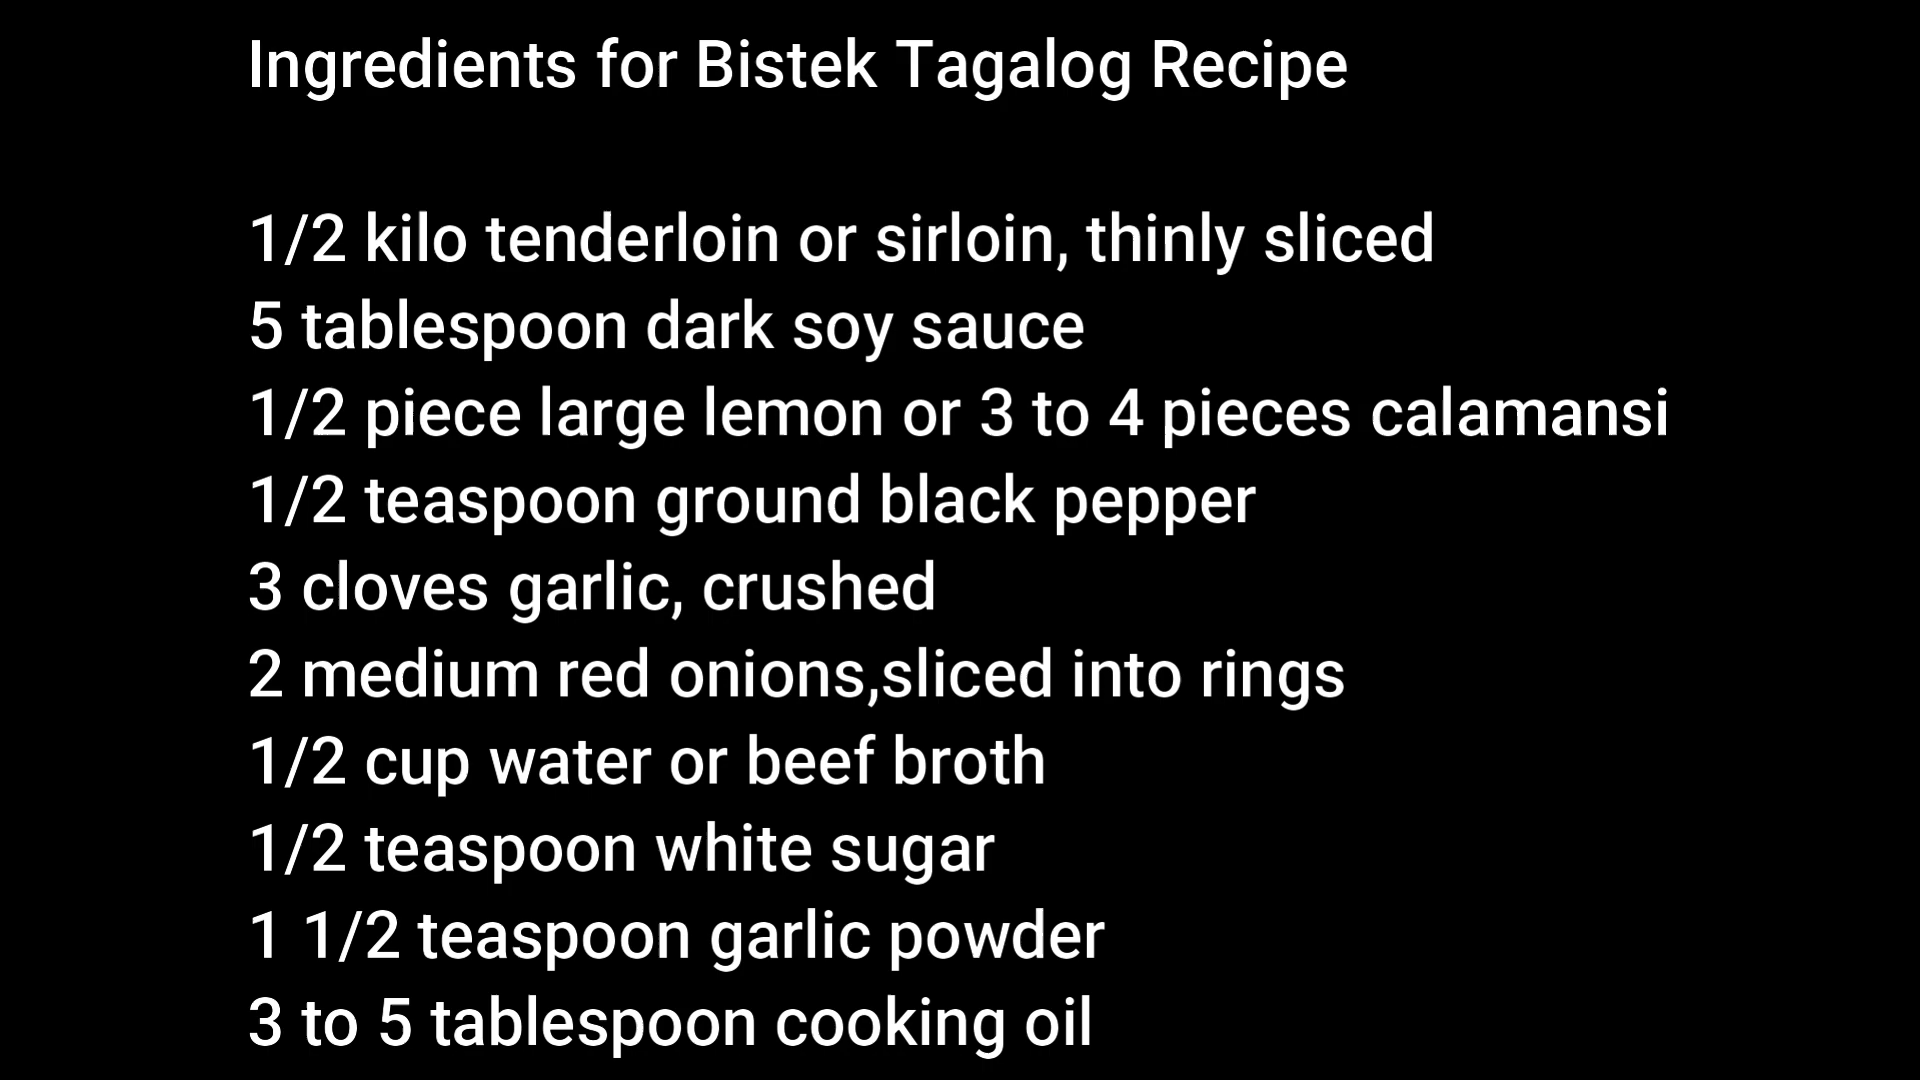 Ingredients for Bistek Tagalog Recipe
1/2 kilo tenderloin or sirloin, thinly sliced
5 tablespoon dark soy sauce
1/2 piece large lemon or 3 to 4 pieces calamansi
1/2 teaspoon ground black pepper
3 cloves garlic, crushed
2 medium red onions,sliced into rings
1/2 cup water or beef broth
1/2 teaspoon white sugar
1 1/2 teaspoon garlic powder
3 to 5 tablespoon cooking oil